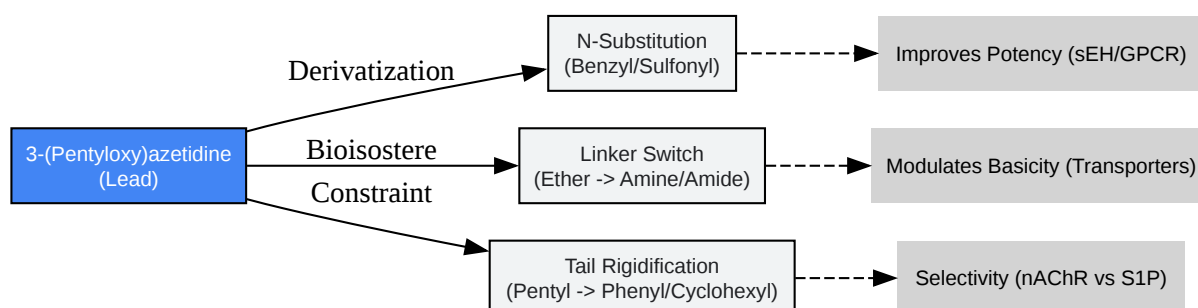 3-(Pentyloxy)azetidine
(Lead)
Derivatization
N-Substitution
(Benzyl/Sulfonyl)
Improves Potency (sEH/GPCR)
Bioisostere
Linker Switch
(Ether -> Amine/Amide)
Modulates Basicity (Transporters)
Constraint
Tail Rigidification
(Pentyl -> Phenyl/Cyclohexyl)
Selectivity (nAChR vs S1P)